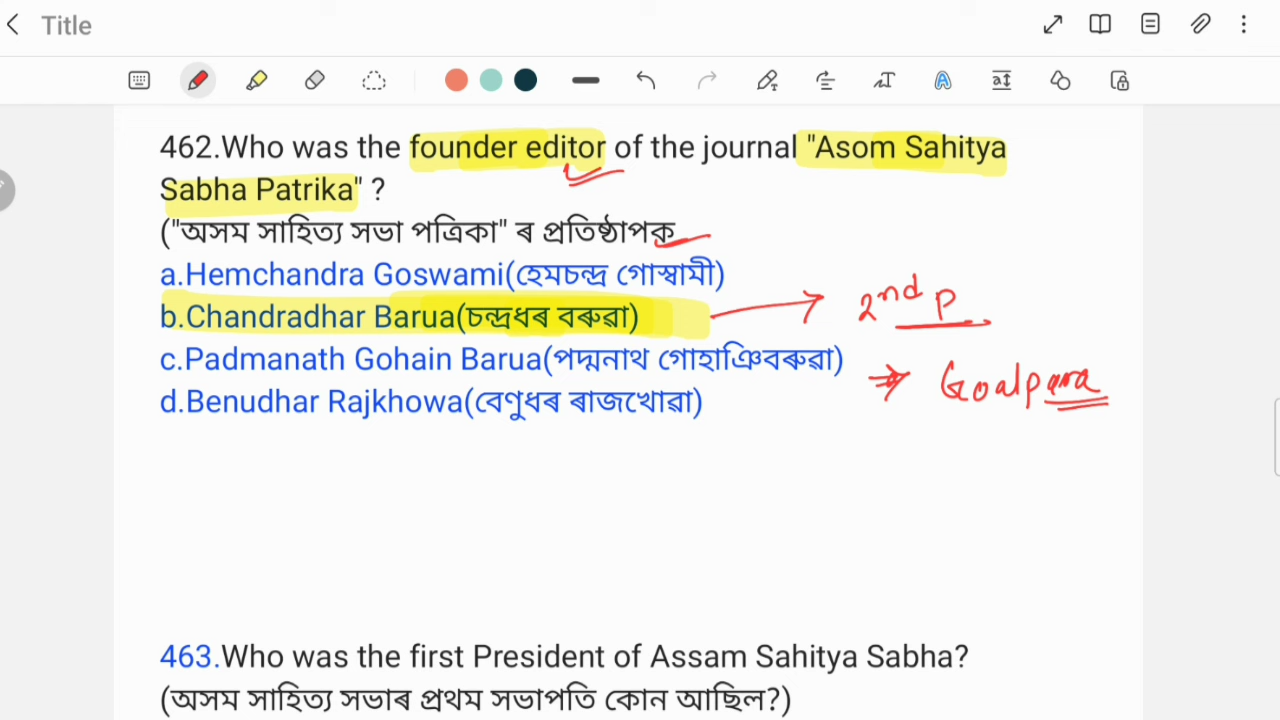 Title
462.Who was the founder editor of the journal "Asom Sahitya
Sabha Patrika" ?
("অসম সাহিত্য সভা পত্ৰিকা" ৰ প্ৰতিষ্ঠাপক
a.Hemchandra Goswami(হেমচন্দ্ৰ গোস্বামী)
b.Chandradhar Barua(চন্দ্ৰধৰ বৰুৱা)
2nd P
c.Padmanath Gohain Barua(পদ্মনাথ গোহাঞিবৰুৱা)
Goalpara
d.Benudhar Rajkhowa(বেণুধৰ ৰাজখোৱা)
463.Who was the first President of Assam Sahitya Sabha?
(অসম সাহিত্য সভাৰ প্ৰথম সভাপতি কোন আছিল?)